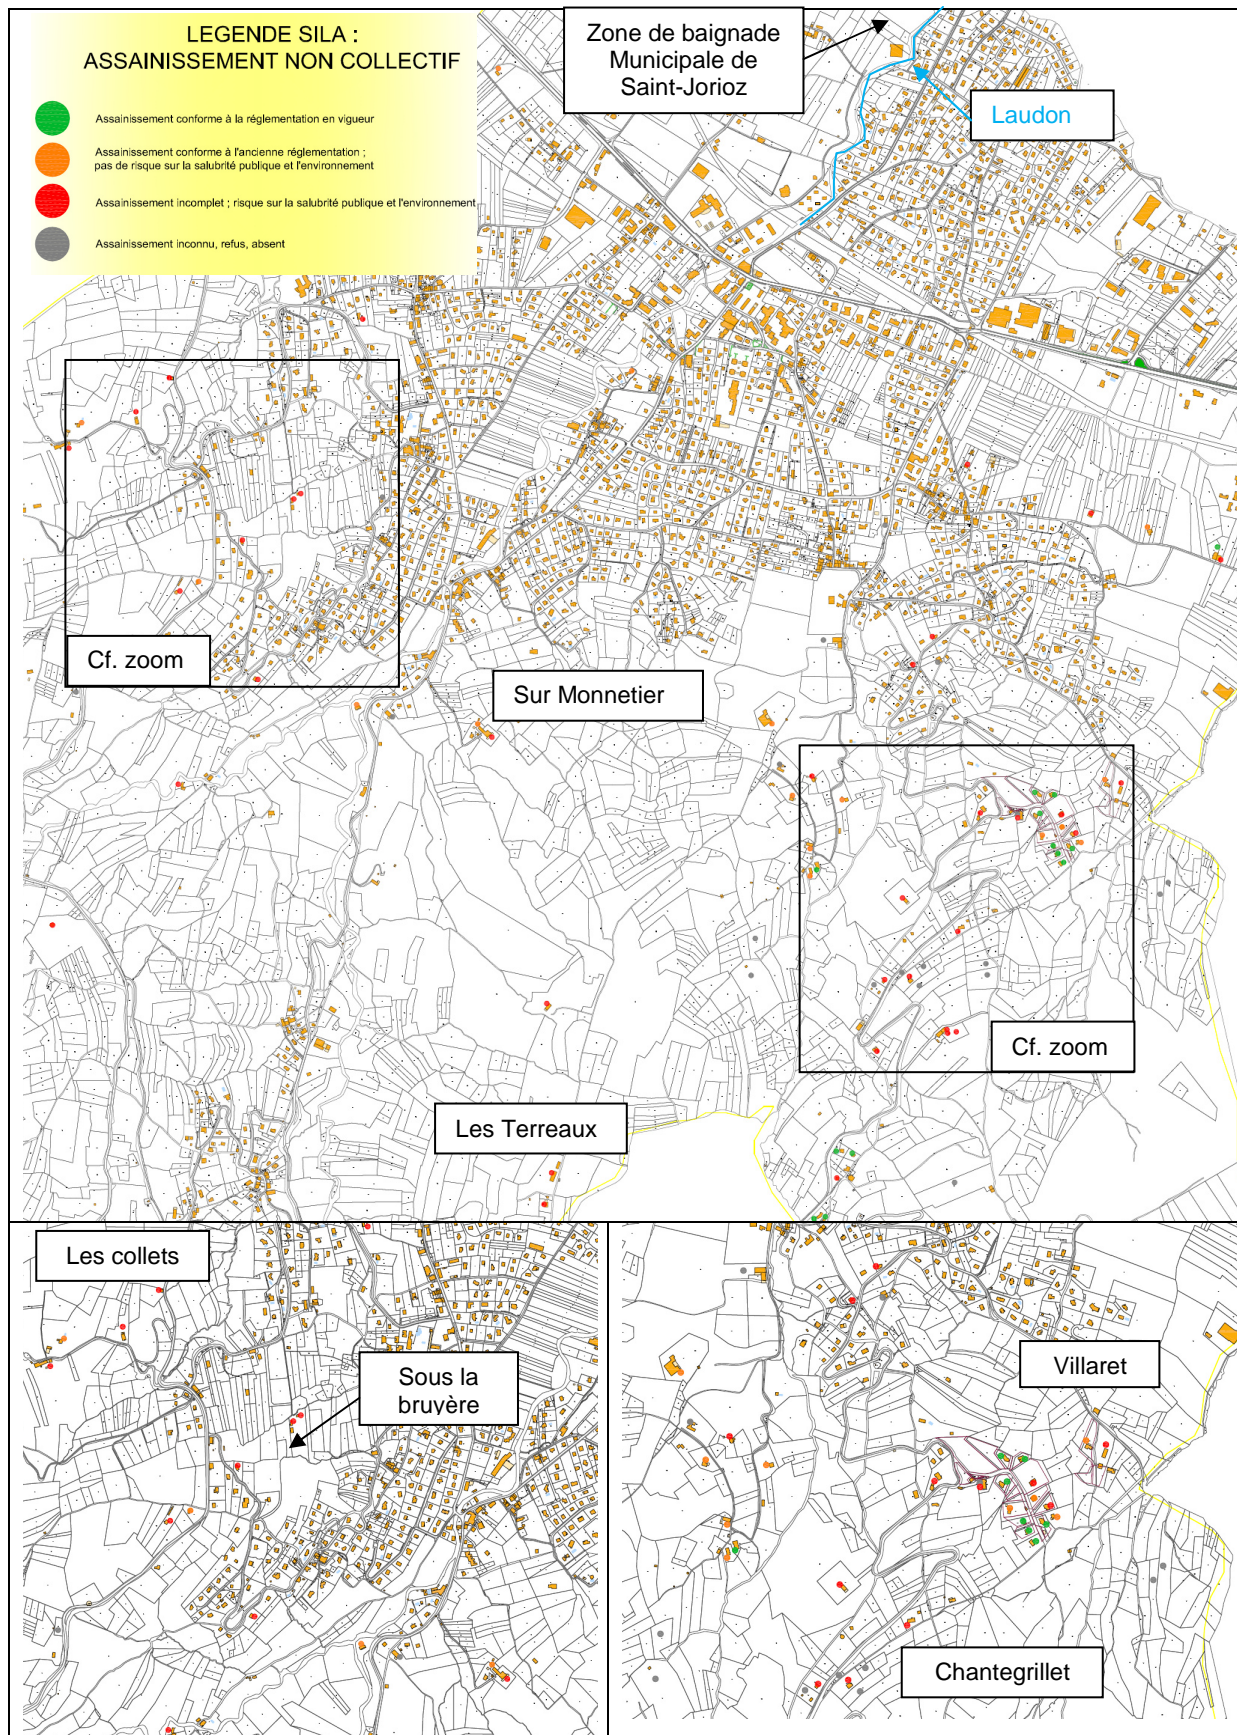 LEGENDE SILA :
ASSAINISSEMENT NON COLLECTIF
Assainissement conforme à la réglementation en vigueur
Assainissement conforme à l'ancienne réglementation ;
pas de risque sur la salubrité publique et l'environnement
Assainissement incomplet ; risque sur la salubrité publique et l'environnement
Assainissement inconnu, refus, absent
Zone de baignade
Municipale de
Saint-Jorioz
Laudon
Cf. zoom
Sur Monnetier
Cf. zoom
Les Terreaux
Les collets
Sous la
bruyère
Villaret
Chantegrillet